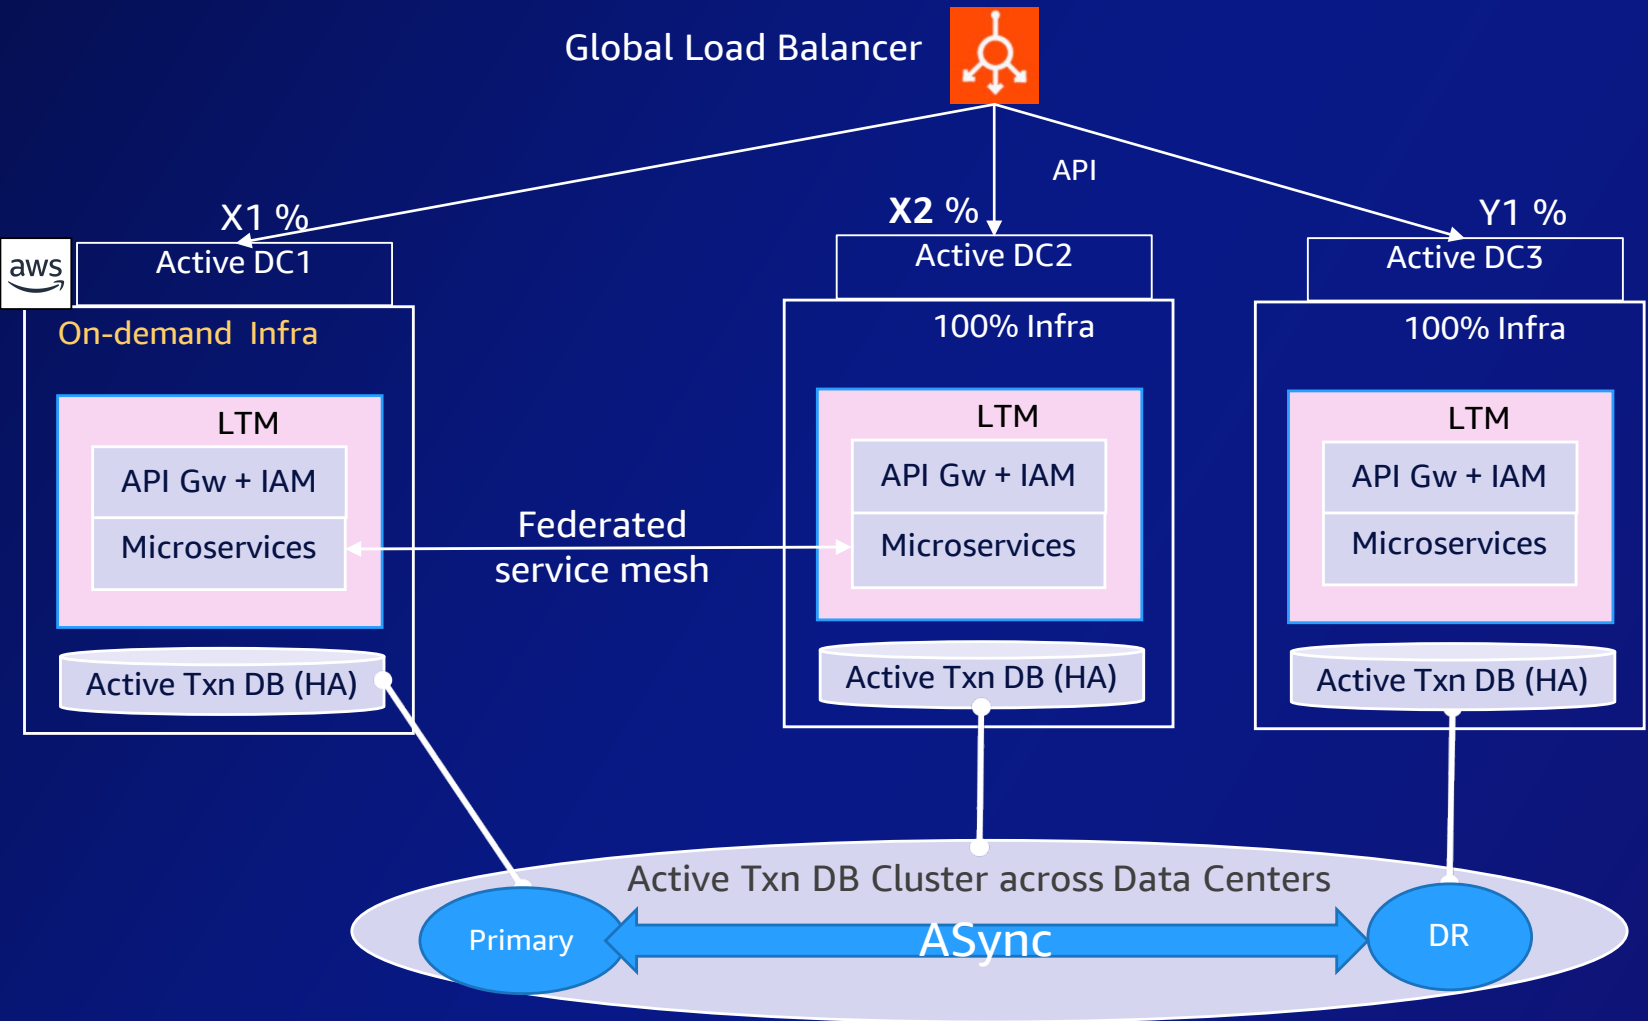 Global Load Balancer
API
X1 %
X2 %
Y1 %
aws
Active DC1
Active DC2
Active DC3
On-demand  Infra
100% Infra
100% Infra
LTM
LTM
LTM
API Gw + IAM
API Gw + IAM
API Gw + IAM
Microservices
Federated
service mesh
Microservices
Microservices
Active Txn DB (HA)
Active Txn DB (HA)
Active Txn DB (HA)
Active Txn DB Cluster across Data Centers
Primary
ASync
DR